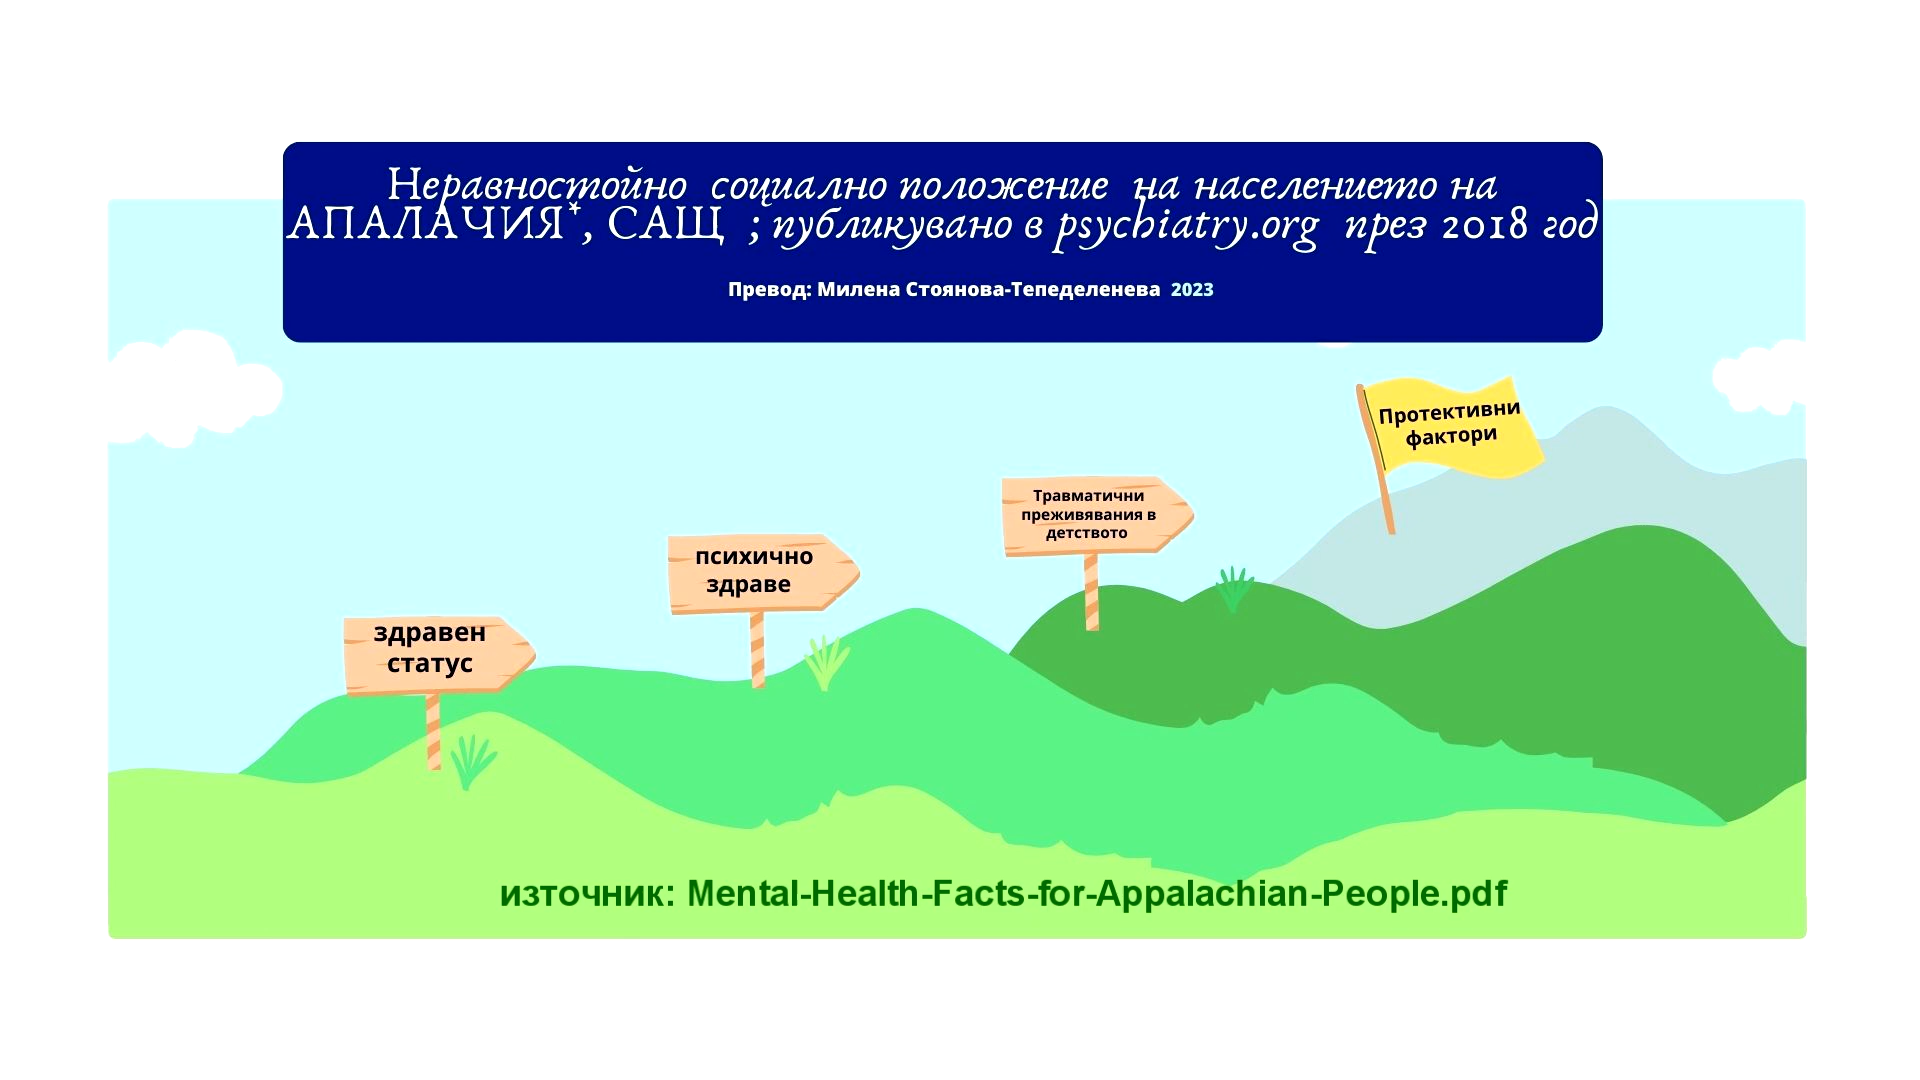 Неравностойно социално положение на населението на
АПАЛАЧИЯ*, САЩ ; публикувано в psychiatry.org през 2018 год
Превод: Милена Стоянова-Тепеделенева 2023
Протективни
фактори
Травматични
преживявания в
детството
психично
здраве
здравен
статус
източник: Mental-Health-Facts-for-Appalachian-People.pdf